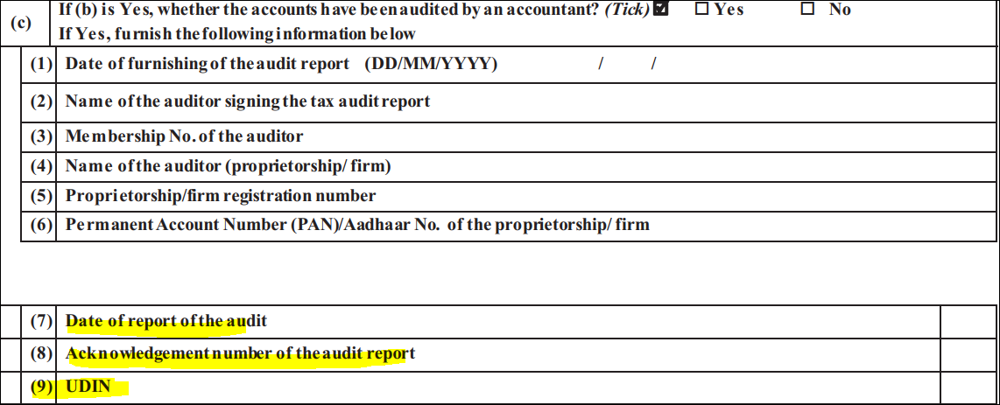 (c) If (b) is Yes, whether the accounts have been audited by an accountant? (Tick) ☑ ☐ Yes ☐ No
If Yes, furnish the following information below
(1) Date of furnishing of the audit report (DD/MM/YYYY) / /
(2) Name of the auditor signing the tax audit report
(3) Membership No. of the auditor
(4) Name of the auditor (proprietorship/ firm)
(5) Proprietorship/firm registration number
(6) Permanent Account Number (PAN)/Aadhaar No. of the proprietorship/ firm
(7) Date of report of the audit
(8) Acknowledgement number of the audit report
(9) UDIN